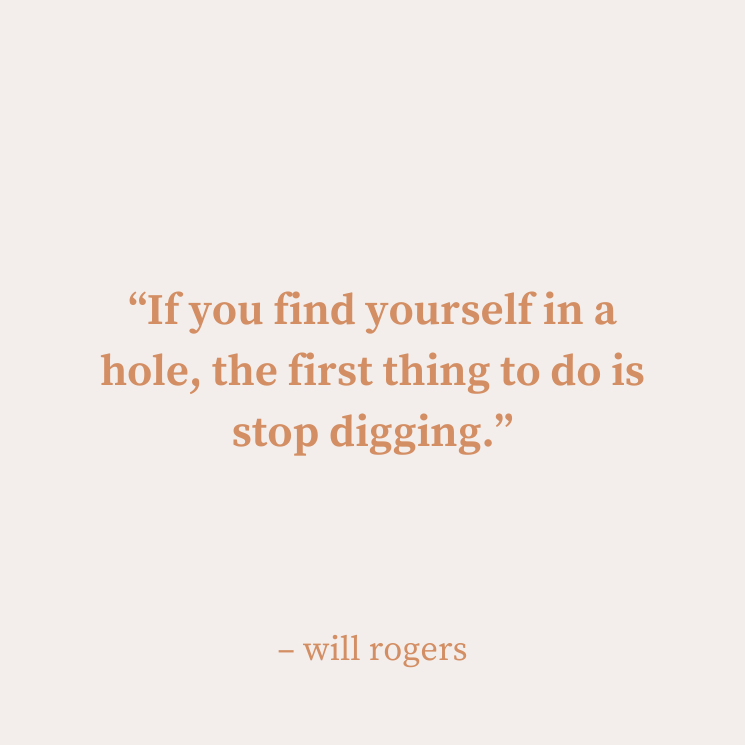 “If you find yourself in a
hole, the first thing to do is
stop digging.”
– will rogers